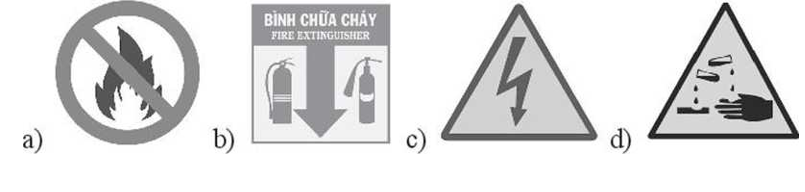 BÌNH CHỮA CHÁY
FIRE EXTINGUISHER
a)
b)
c)
d)